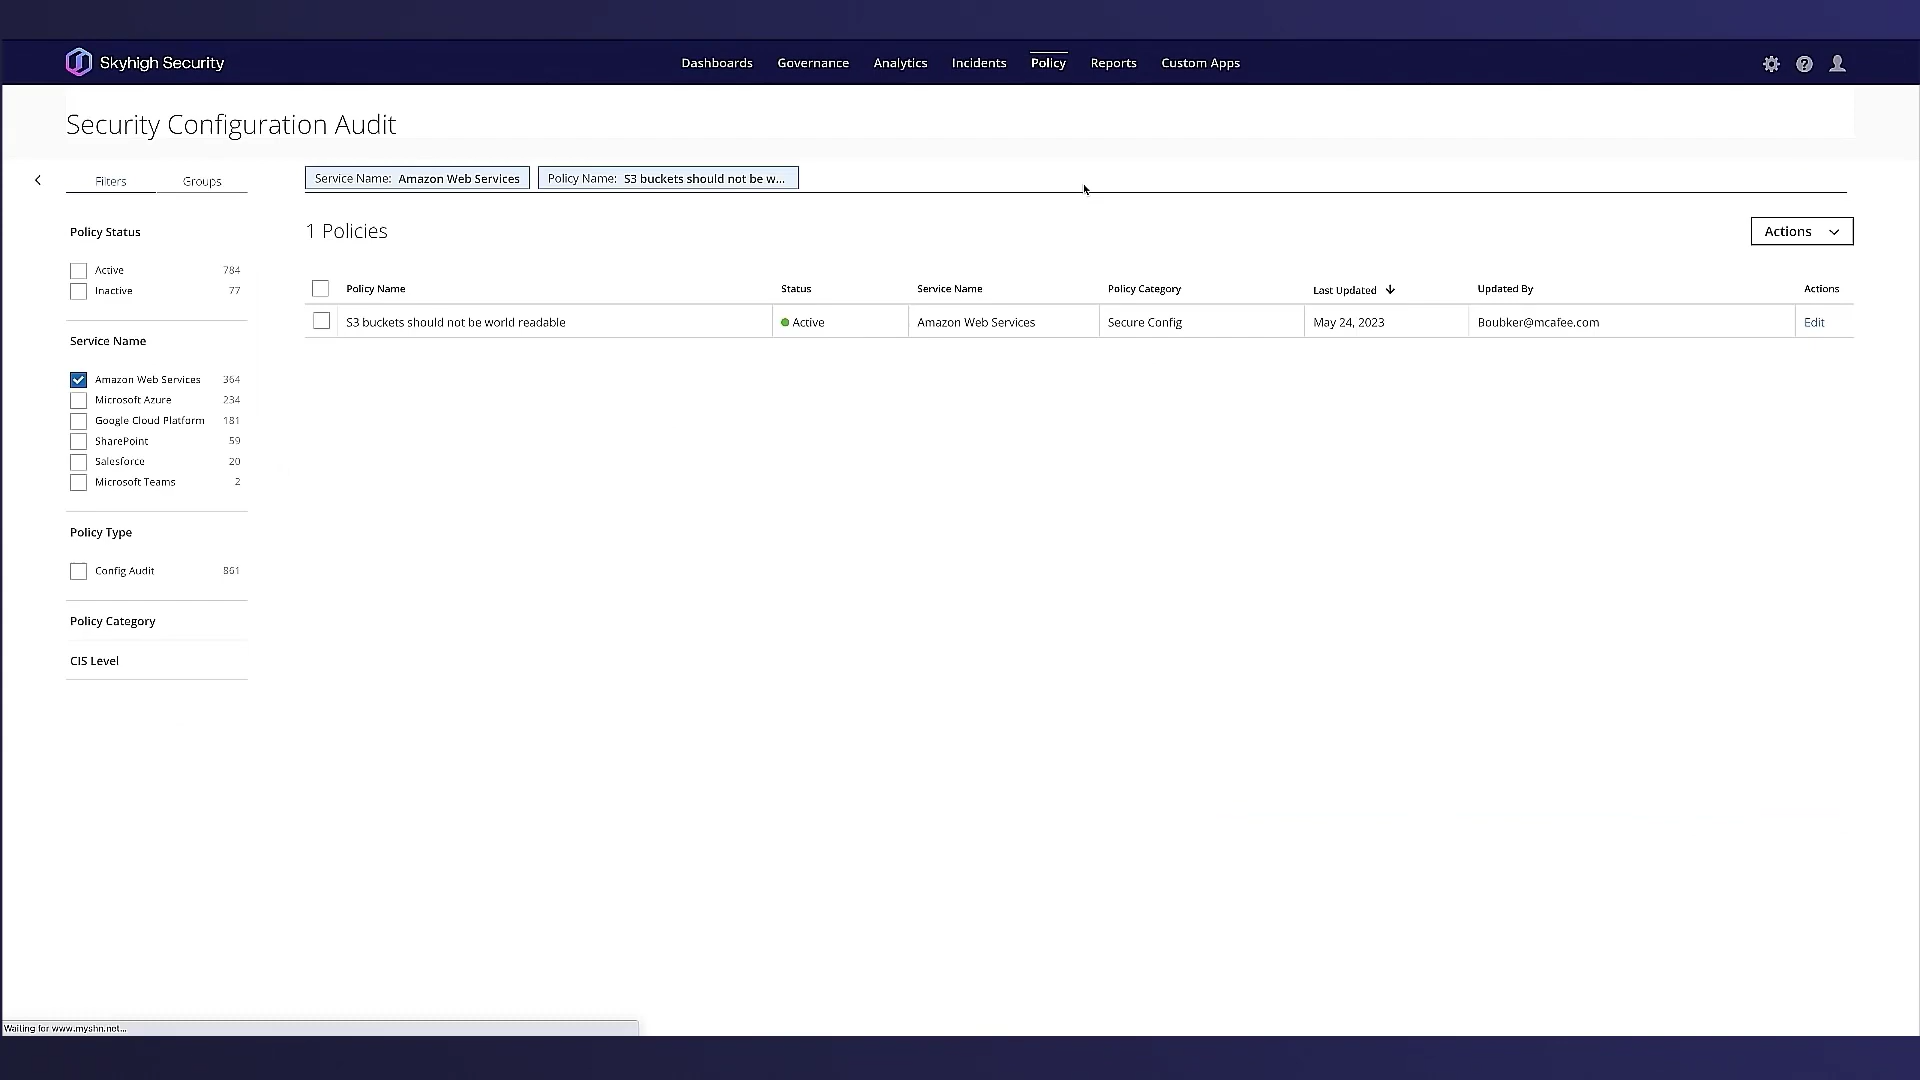 Skyhigh Security
Dashboards Governance Analytics Incidents Policy Reports Custom Apps
Security Configuration Audit
Filters Groups
Service Name: Amazon Web Services Policy Name: S3 buckets should not be w...
Policy Status
Active 784
Inactive 77
Service Name
Amazon Web Services 364
Microsoft Azure 234
Google Cloud Platform 181
SharePoint 59
Salesforce 20
Microsoft Teams 2
Policy Type
Config Audit 861
Policy Category
CIS Level
1 Policies
Actions
Policy Name Status Service Name Policy Category Last Updated Updated By Actions
S3 buckets should not be world readable Active Amazon Web Services Secure Config May 24, 2023 Boubker@mcafee.com Edit
Waiting for www.myshn.net...